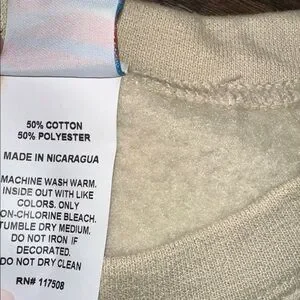 50% COTTON
50% POLYESTER
MADE IN NICARAGUA
MACHINE WASH WARM.
INSIDE OUT WITH LIKE
COLORS. ONLY
ON-CHLORINE BLEACH.
TUMBLE DRY MEDIUM.
DO NOT IRON IF
DECORATED.
DO NOT DRY CLEAN
RN# 117508